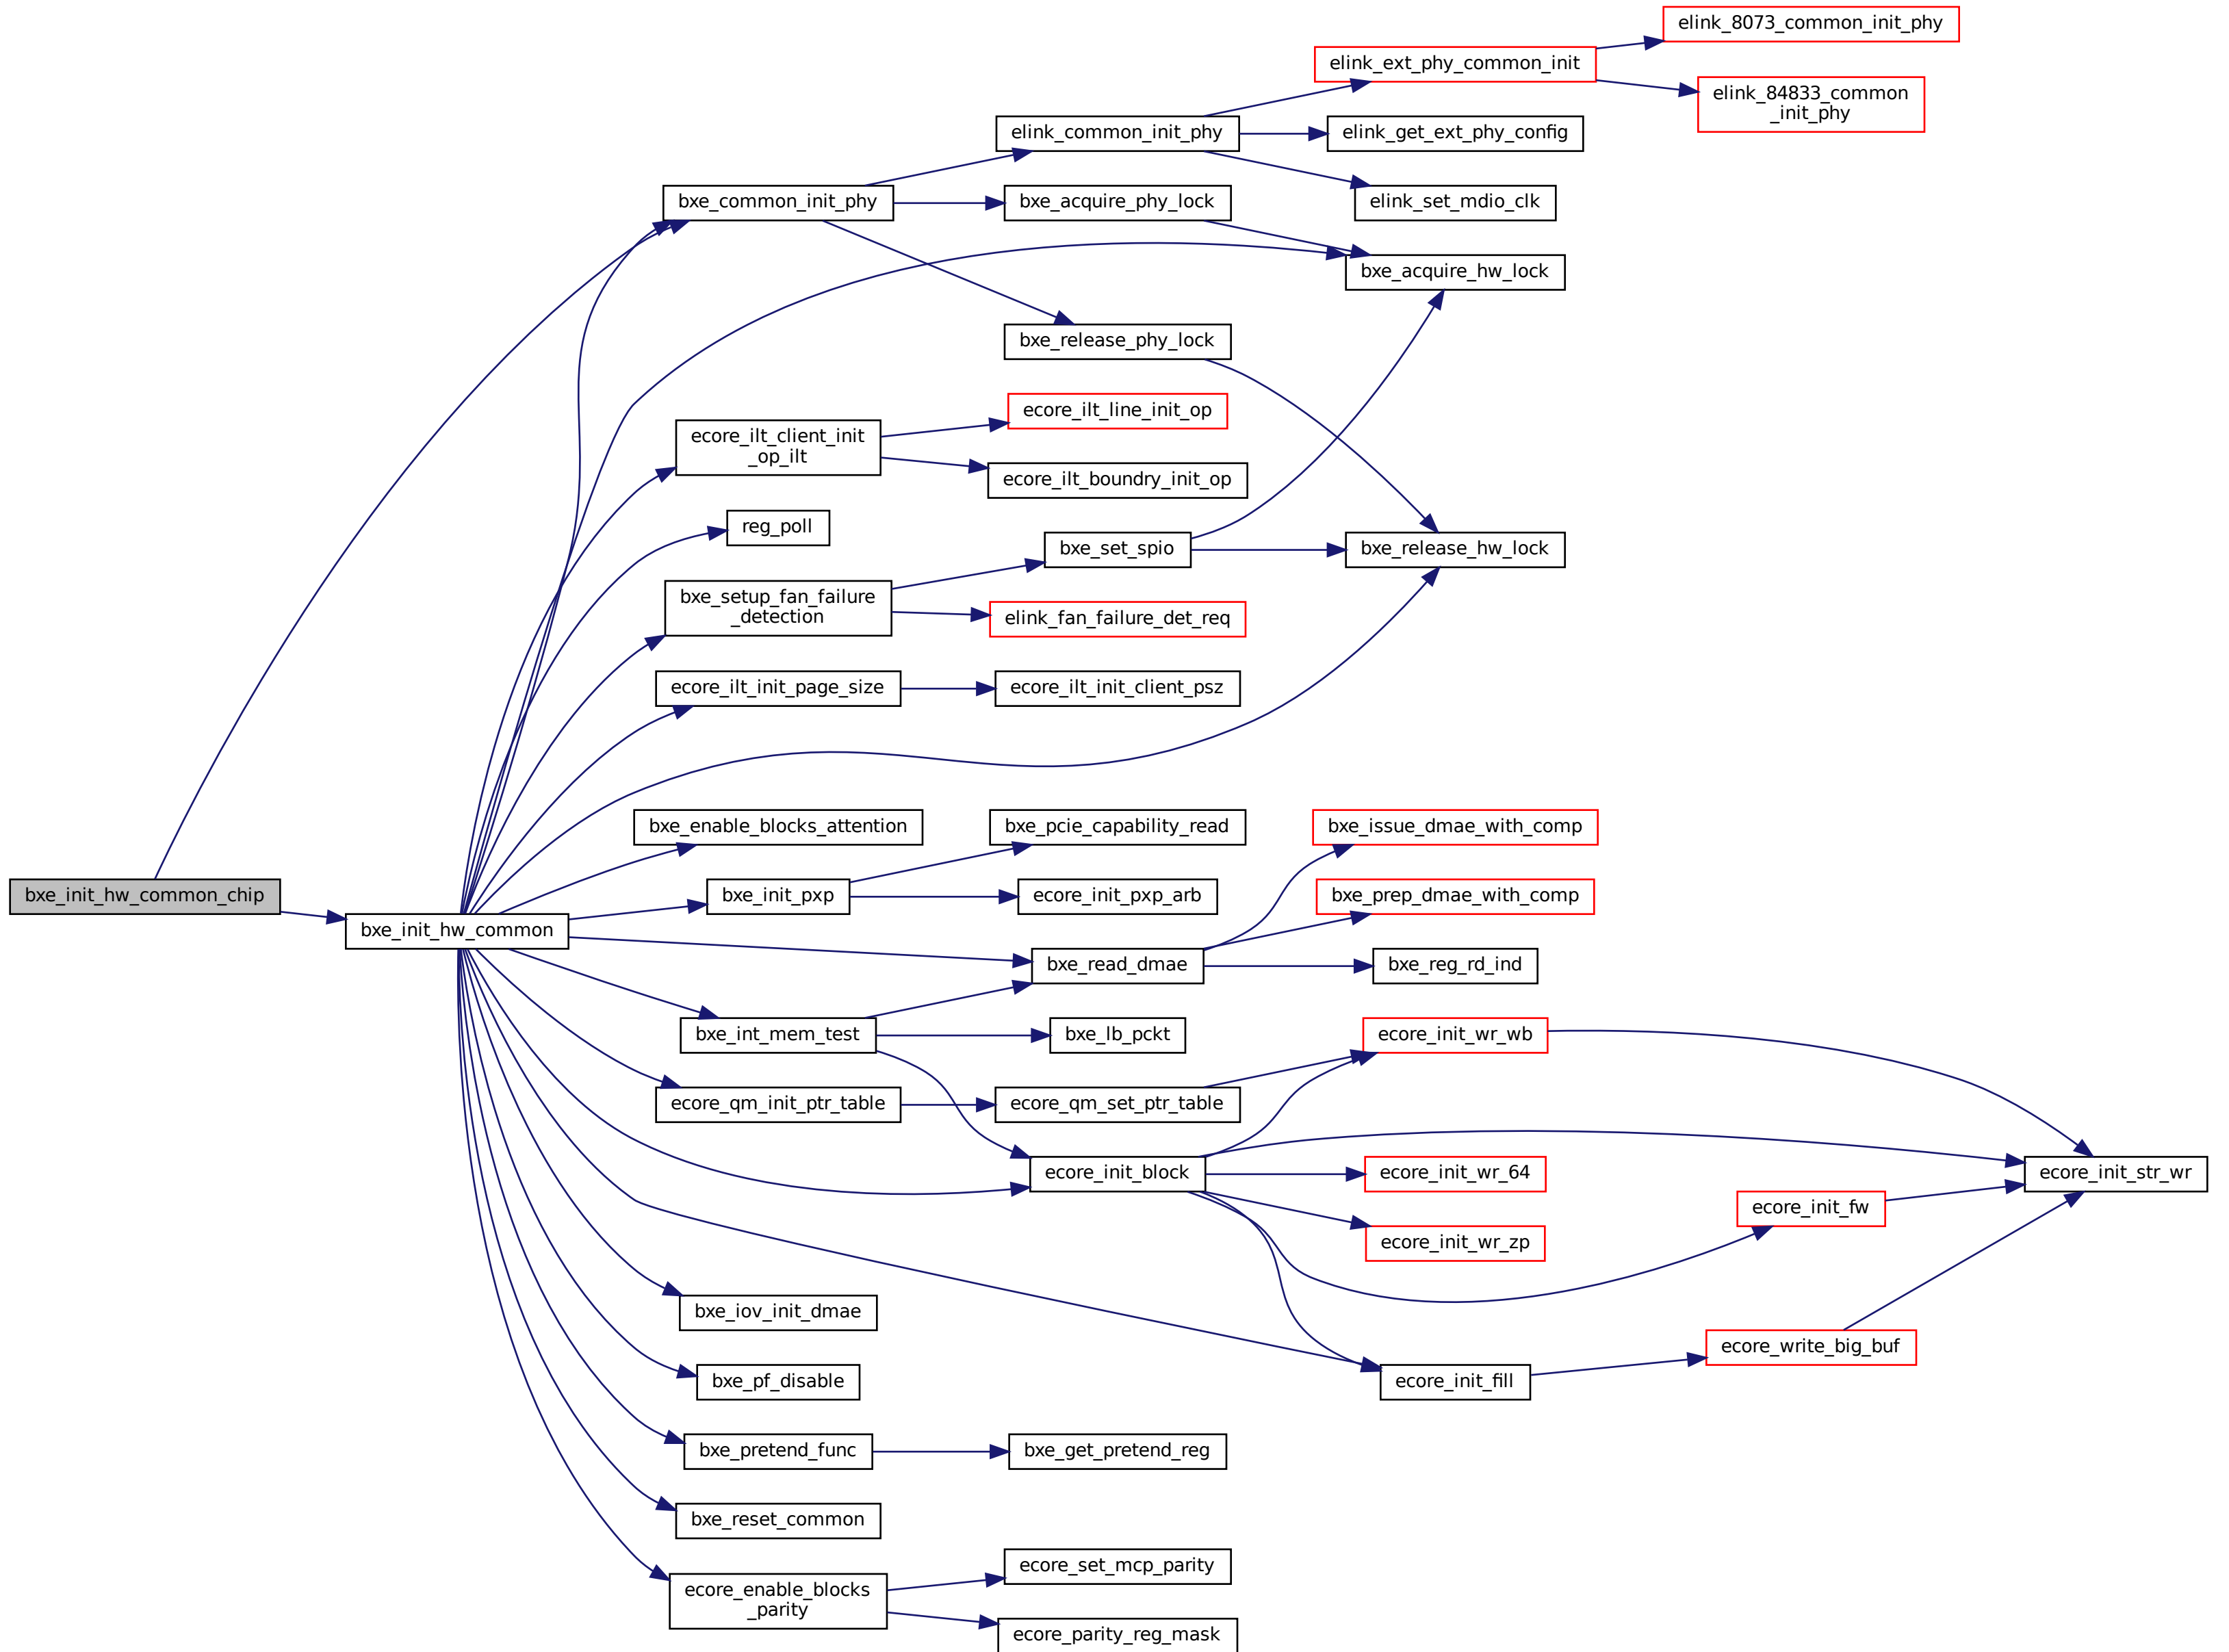 elink_8073_common_init_phy
elink_ext_phy_common_init
elink_84833_common
_init_phy
elink_common_init_phy
elink_get_ext_phy_config
bxe_common_init_phy
bxe_acquire_phy_lock
elink_set_mdio_clk
bxe_acquire_hw_lock
bxe_release_phy_lock
ecore_ilt_line_init_op
ecore_ilt_client_init
_op_ilt
ecore_ilt_boundry_init_op
reg_poll
bxe_set_spio
bxe_release_hw_lock
bxe_setup_fan_failure
_detection
elink_fan_failure_det_req
ecore_ilt_init_page_size
ecore_ilt_init_client_psz
bxe_enable_blocks_attention
bxe_pcie_capability_read
bxe_issue_dmae_with_comp
bxe_init_hw_common_chip
bxe_init_pxp
ecore_init_pxp_arb
bxe_prep_dmae_with_comp
bxe_init_hw_common
bxe_read_dmae
bxe_reg_rd_ind
bxe_int_mem_test
bxe_lb_pckt
ecore_init_wr_wb
ecore_qm_init_ptr_table
ecore_qm_set_ptr_table
ecore_init_block
ecore_init_wr_64
ecore_init_str_wr
ecore_init_fw
ecore_init_wr_zp
bxe_iov_init_dmae
ecore_write_big_buf
bxe_pf_disable
ecore_init_fill
bxe_pretend_func
bxe_get_pretend_reg
bxe_reset_common
ecore_set_mcp_parity
ecore_enable_blocks
_parity
ecore_parity_reg_mask